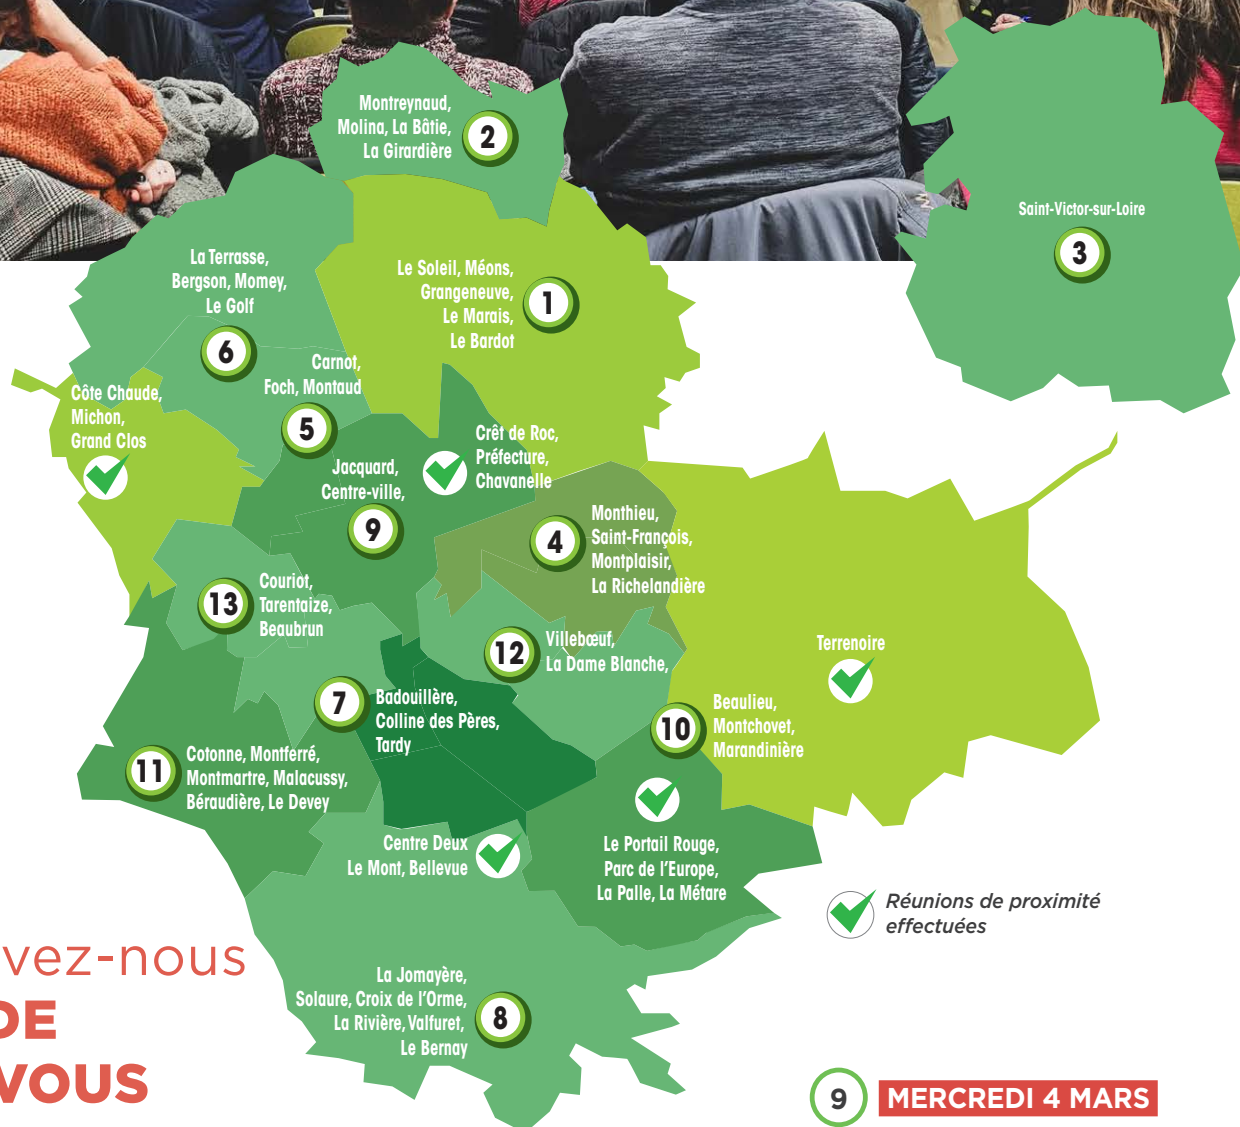 Montreynaud,
Molina, La Bâtie,
La Girardière
2
Saint-Victor-sur-Loire
3
La Terrasse,
Bergson, Momey,
Le Golf
6
Le Soleil, Méons,
Grangeneuve,
Le Marais,
Le Bardot
1
Carnot,
Foch, Montaud
5
Côte Chaude,
Michon,
Grand Clos
Crêt de Roc,
Préfecture,
Chavanelle
Jacquard,
Centre-ville,
9
4
Monthieu,
Saint-François,
Montplaisir,
La Richelandière
13
Couriot,
Tarentaize,
Beaubrun
12
Villebœuf,
La Dame Blanche,
Terrenoire
7
Badouillère,
Colline des Pères,
Tardy
10
Beaulieu,
Montchovet,
Marandinière
11
Cotonne, Montferré,
Montmartre, Malacussy,
Béraudière, Le Devey
Centre Deux
Le Mont, Bellevue
Le Portail Rouge,
Parc de l'Europe,
La Palle, La Métare
Réunions de proximité
effectuées
La Jomayère,
Solaure, Croix de l'Orme,
La Rivière, Valfuret,
Le Bernay
8
vez-nous
DE
VOUS
9 MERCREDI 4 MARS